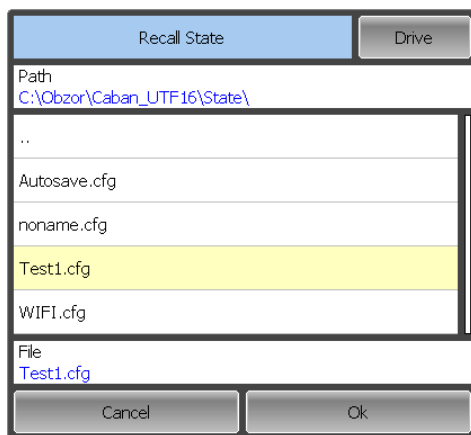 Recall State
Drive
Path
C:\Obzor\Caban_UTF16\State\
..
Autosave.cfg
noname.cfg
Test1.cfg
WIFI.cfg
File
Test1.cfg
Cancel
Ok